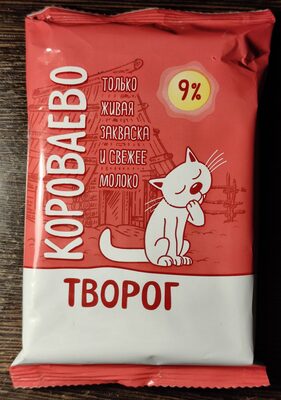 КОРОВАЕВО
ТОЛЬКО
ЖИВАЯ
ЗАКВАСКА
И СВЕЖЕЕ
МОЛОКО
9%
ТВОРОГ